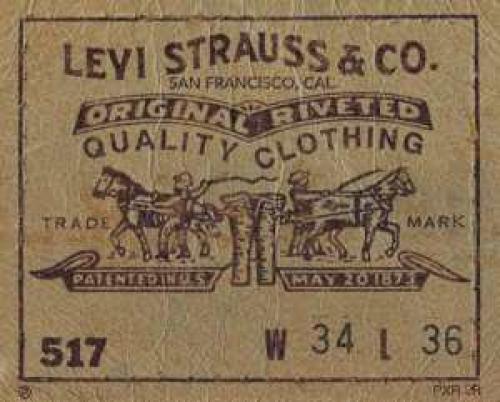 LEVI STRAUSS & CO.
SAN FRANCISCO, CAL.
ORIGINAL RIVETED
QUALITY CLOTHING
TRADE MARK
PATENTED IN U.S. MAY 20 1873
517 W 34 L 36